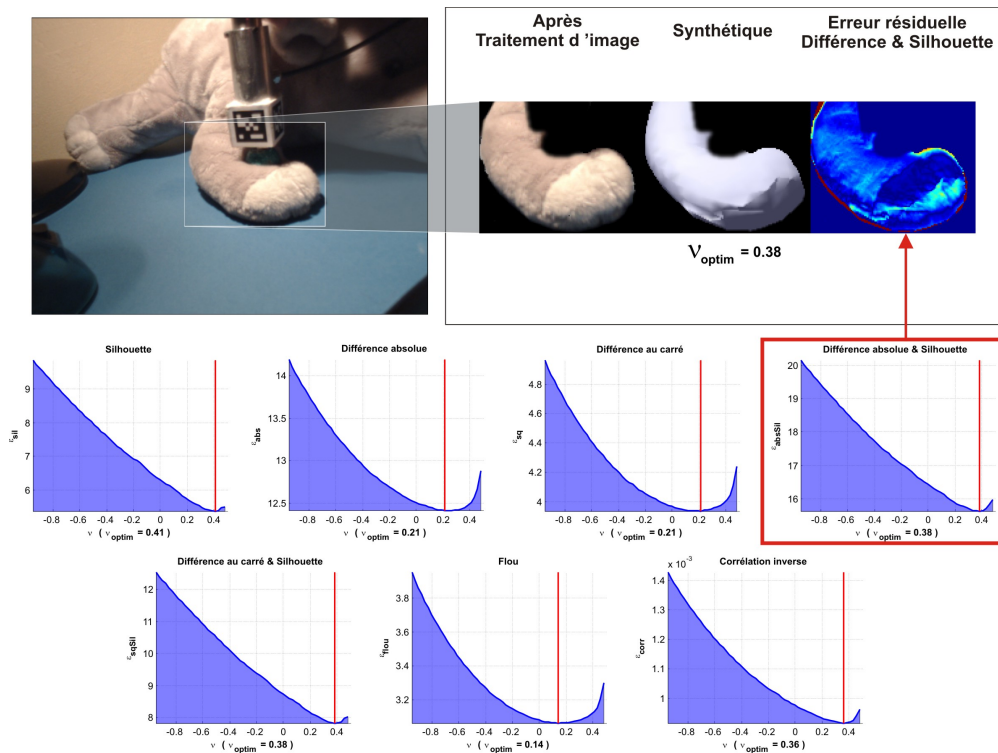 Après
Traitement d 'image
Synthétique
Erreur résiduelle
Différence & Silhouette
νoptim = 0.38
Silhouette
εsil
9
8
7
6
-0.8 -0.6 -0.4 -0.2 0 0.2 0.4
ν ( νoptim = 0.41)
Différence absolue
εabs
14
13.5
13
12.5
-0.8 -0.6 -0.4 -0.2 0 0.2 0.4
ν ( νoptim = 0.21)
Différence au carré
εsq
4.8
4.6
4.4
4.2
4
-0.8 -0.6 -0.4 -0.2 0 0.2 0.4
ν ( νoptim = 0.21)
Différence absolue & Silhouette
εabsSil
20
19
18
17
16
-0.8 -0.6 -0.4 -0.2 0 0.2 0.4
ν ( νoptim = 0.38)
Différence au carré & Silhouette
εsqSil
12
11
10
9
8
-0.8 -0.6 -0.4 -0.2 0 0.2 0.4
ν ( νoptim = 0.38)
Flou
εflou
3.8
3.6
3.4
3.2
-0.8 -0.6 -0.4 -0.2 0 0.2 0.4
ν ( νoptim = 0.14)
Corrélation inverse
x 10-3
εcorr
1.4
1.3
1.2
1.1
1
-0.8 -0.6 -0.4 -0.2 0 0.2 0.4
ν ( νoptim = 0.36)